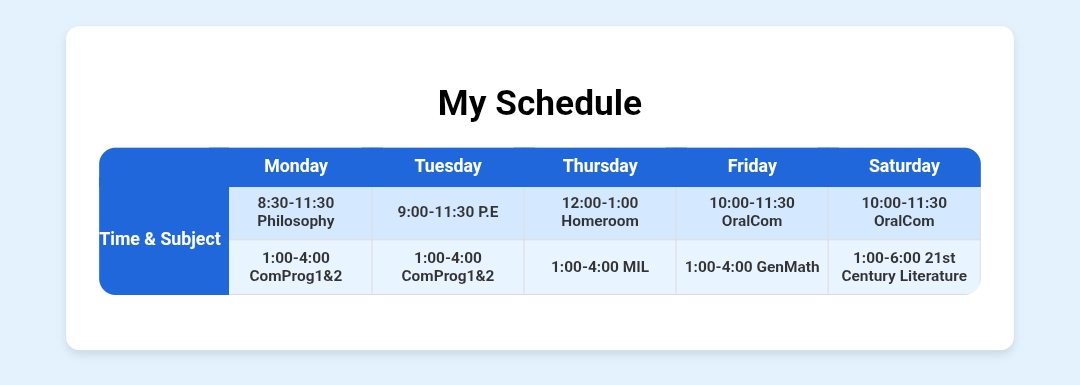 My Schedule
Monday Tuesday Thursday Friday Saturday
Time & Subject
8:30-11:30
Philosophy
9:00-11:30 P.E
12:00-1:00
Homeroom
10:00-11:30
OralCom
10:00-11:30
OralCom
1:00-4:00
ComProg1&2
1:00-4:00
ComProg1&2
1:00-4:00 MIL
1:00-4:00 GenMath
1:00-6:00 21st
Century Literature